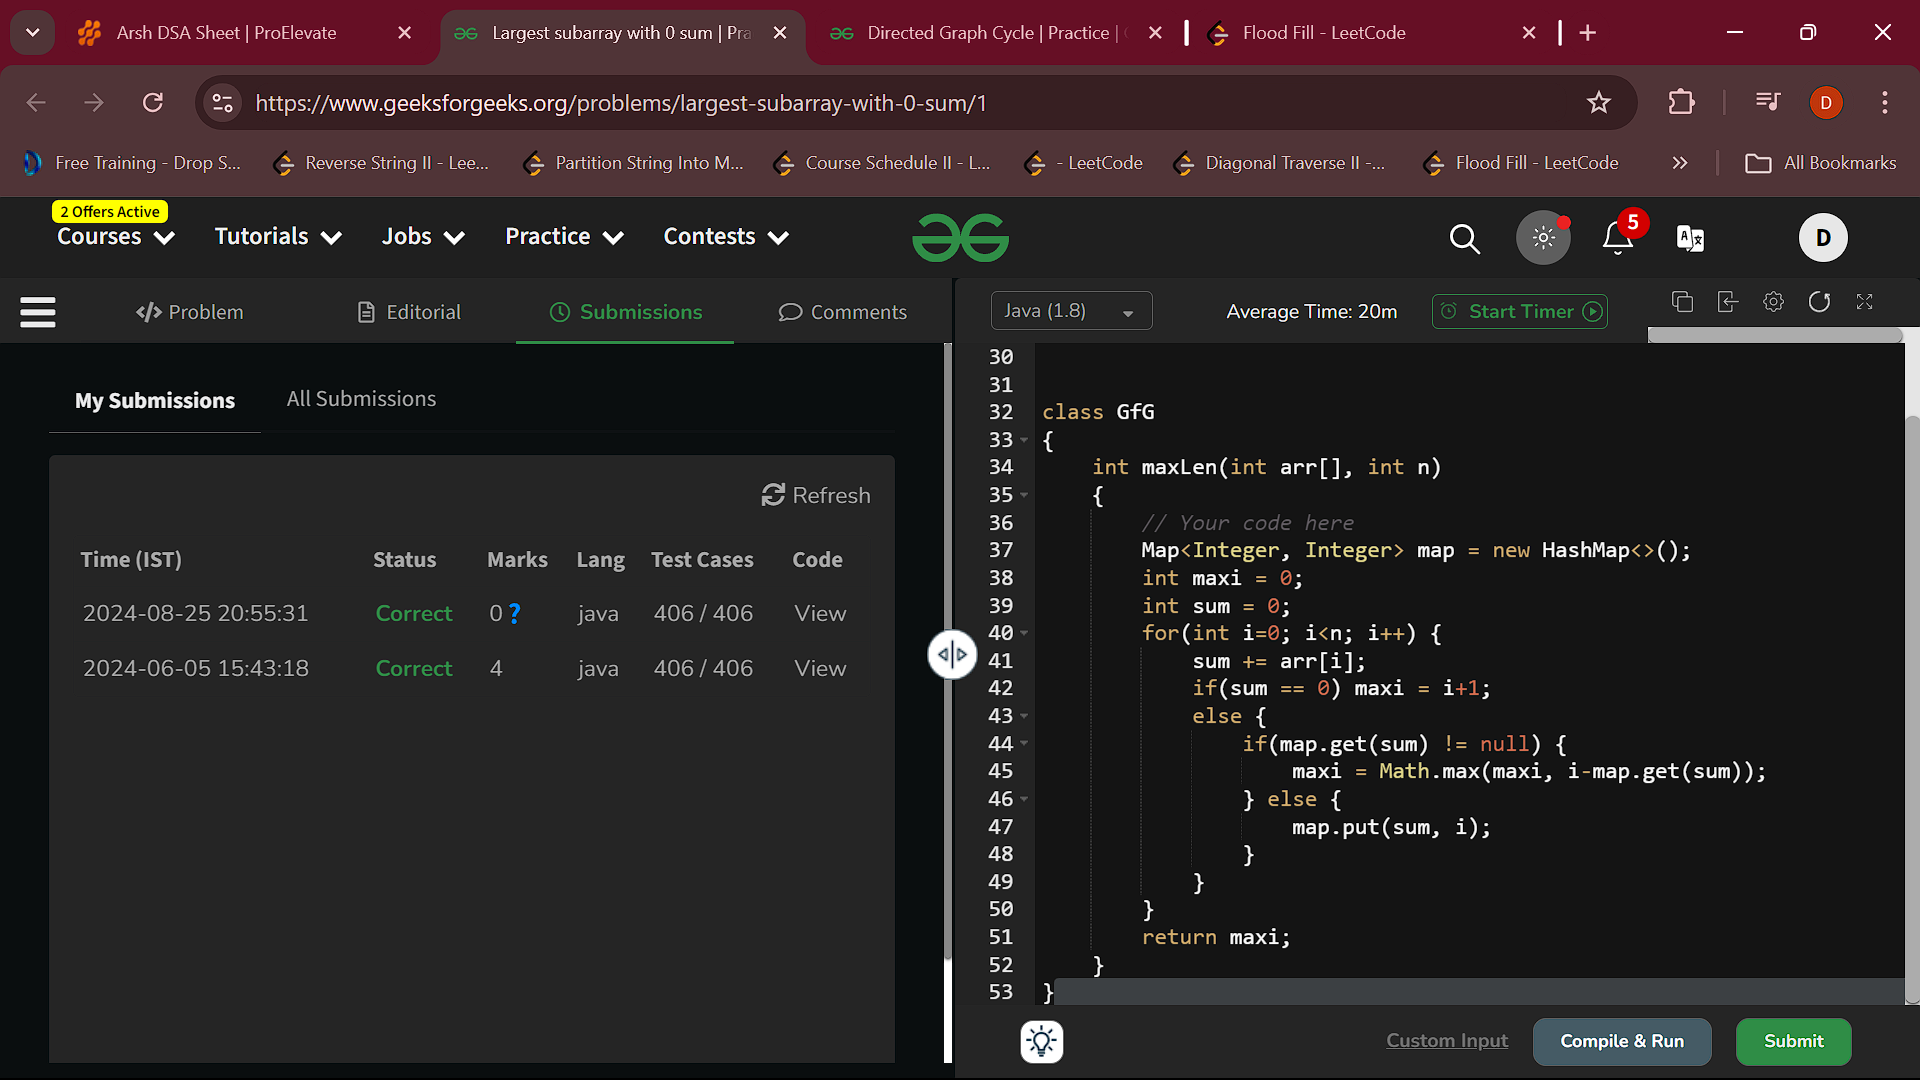 Arsh DSA Sheet | ProElevate
Largest subarray with 0 sum | Pra
Directed Graph Cycle | Practice |
Flood Fill - LeetCode
https://www.geeksforgeeks.org/problems/largest-subarray-with-0-sum/1
D
Free Training - Drop S...
Reverse String II - Lee...
Partition String Into M...
Course Schedule II - L...
- LeetCode
Diagonal Traverse II -...
Flood Fill - LeetCode
All Bookmarks
2 Offers Active
Courses
Tutorials
Jobs
Practice
Contests
5
D
Problem
Editorial
Submissions
Comments
Java (1.8)
Average Time: 20m
Start Timer
My Submissions
All Submissions
Refresh
Time (IST) Status Marks Lang Test Cases Code
2024-08-25 20:55:31 Correct 0 ? java 406 / 406 View
2024-06-05 15:43:18 Correct 4 java 406 / 406 View
30
31
32 class GfG
33 {
34 int maxLen(int arr[], int n)
35 {
36 // Your code here
37 Map<Integer, Integer> map = new HashMap<>();
38 int maxi = 0;
39 int sum = 0;
40 for(int i=0; i<n; i++) {
41 sum += arr[i];
42 if(sum == 0) maxi = i+1;
43 else {
44 if(map.get(sum) != null) {
45 maxi = Math.max(maxi, i-map.get(sum));
46 } else {
47 map.put(sum, i);
48 }
49 }
50 }
51 return maxi;
52 }
53 }
Custom Input
Compile & Run
Submit